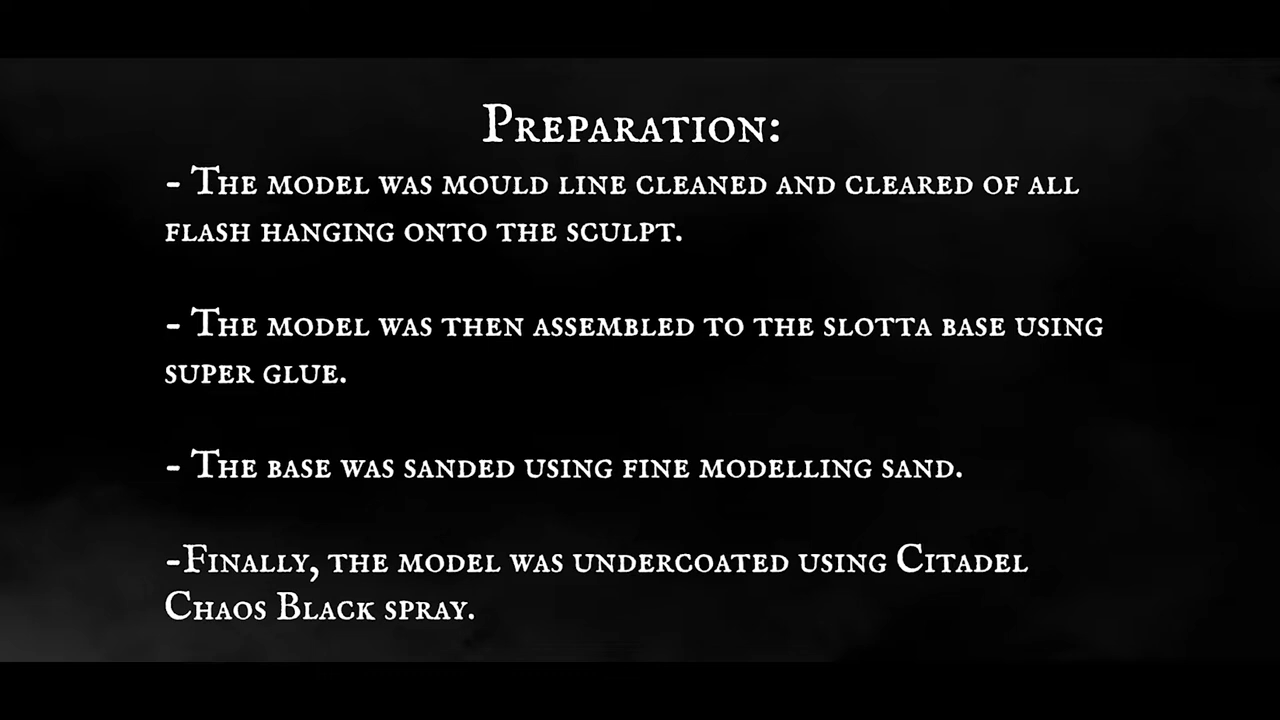 Preparation:
- The model was mould line cleaned and cleared of all
flash hanging onto the sculpt.
- The model was then assembled to the slotta base using
super glue.
- The base was sanded using fine modelling sand.
-Finally, the model was undercoated using Citadel
Chaos Black spray.